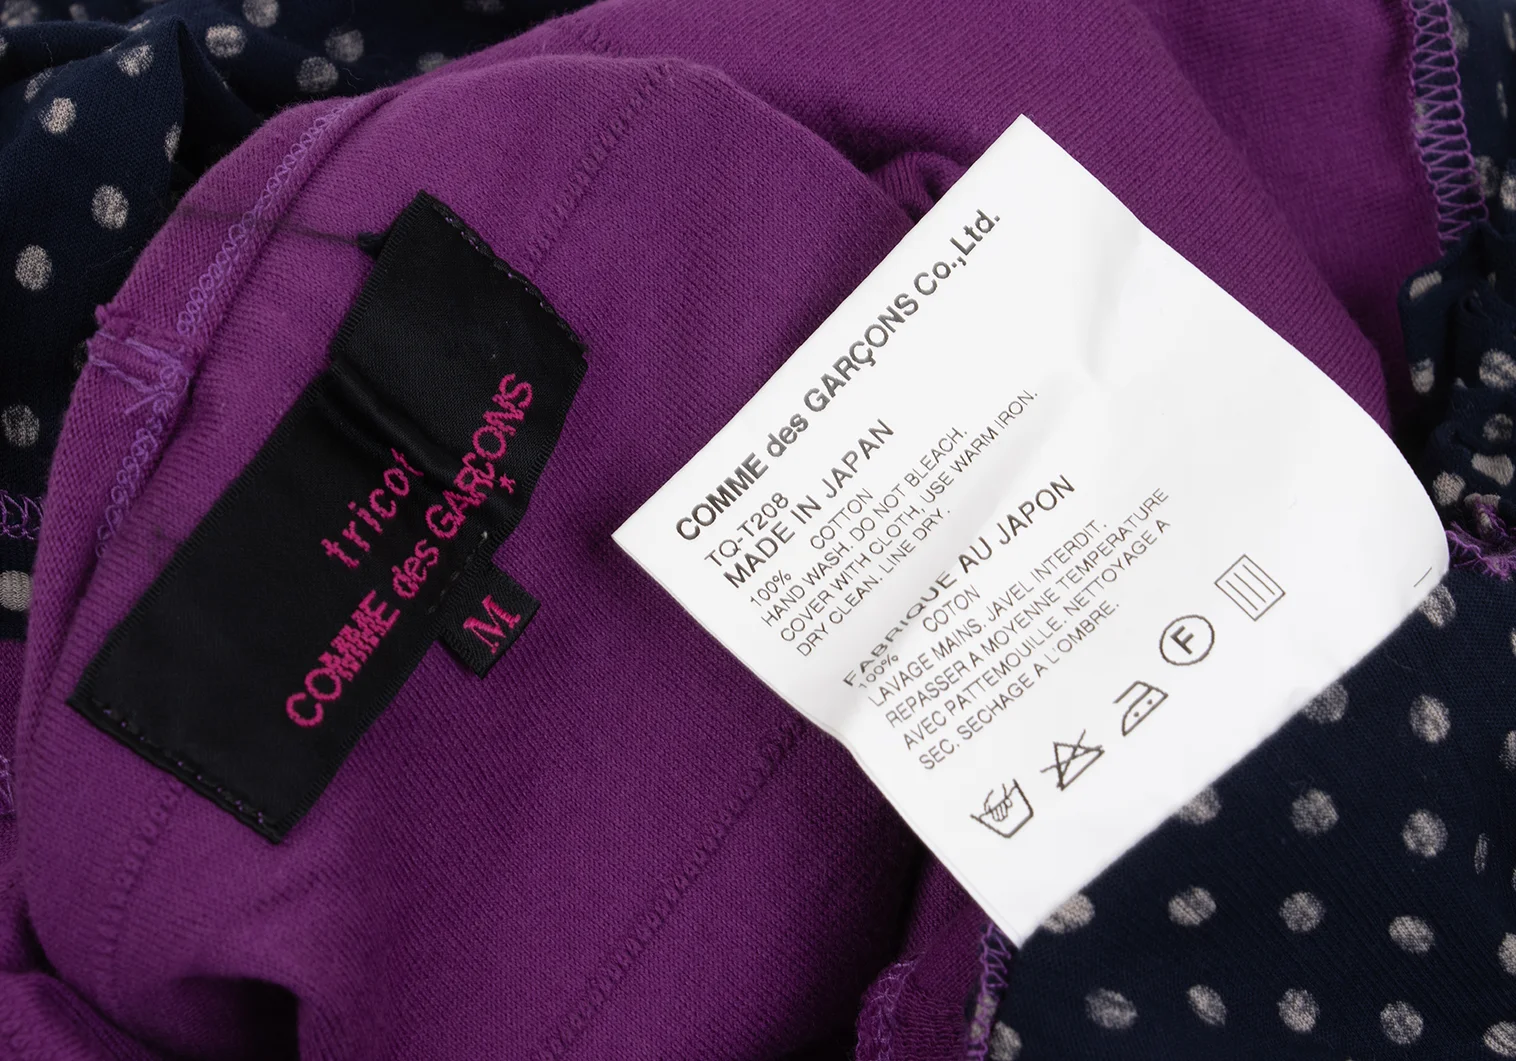 tricot
COMME des GARÇONS
M
COMME des GARÇONS Co.,Ltd.
TQ-T208
MADE IN JAPAN
100% COTTON
HAND WASH. DO NOT BLEACH.
COVER WITH CLOTH, USE WARM IRON.
DRY CLEAN. LINE DRY.
FABRIQUE AU JAPON
100% COTON
LAVAGE MAINS. JAVEL INTERDIT.
REPASSER A MOYENNE TEMPERATURE
AVEC PATTEMOUILLE. NETTOYAGE A
SEC. SECHAGE A L'OMBRE.
F